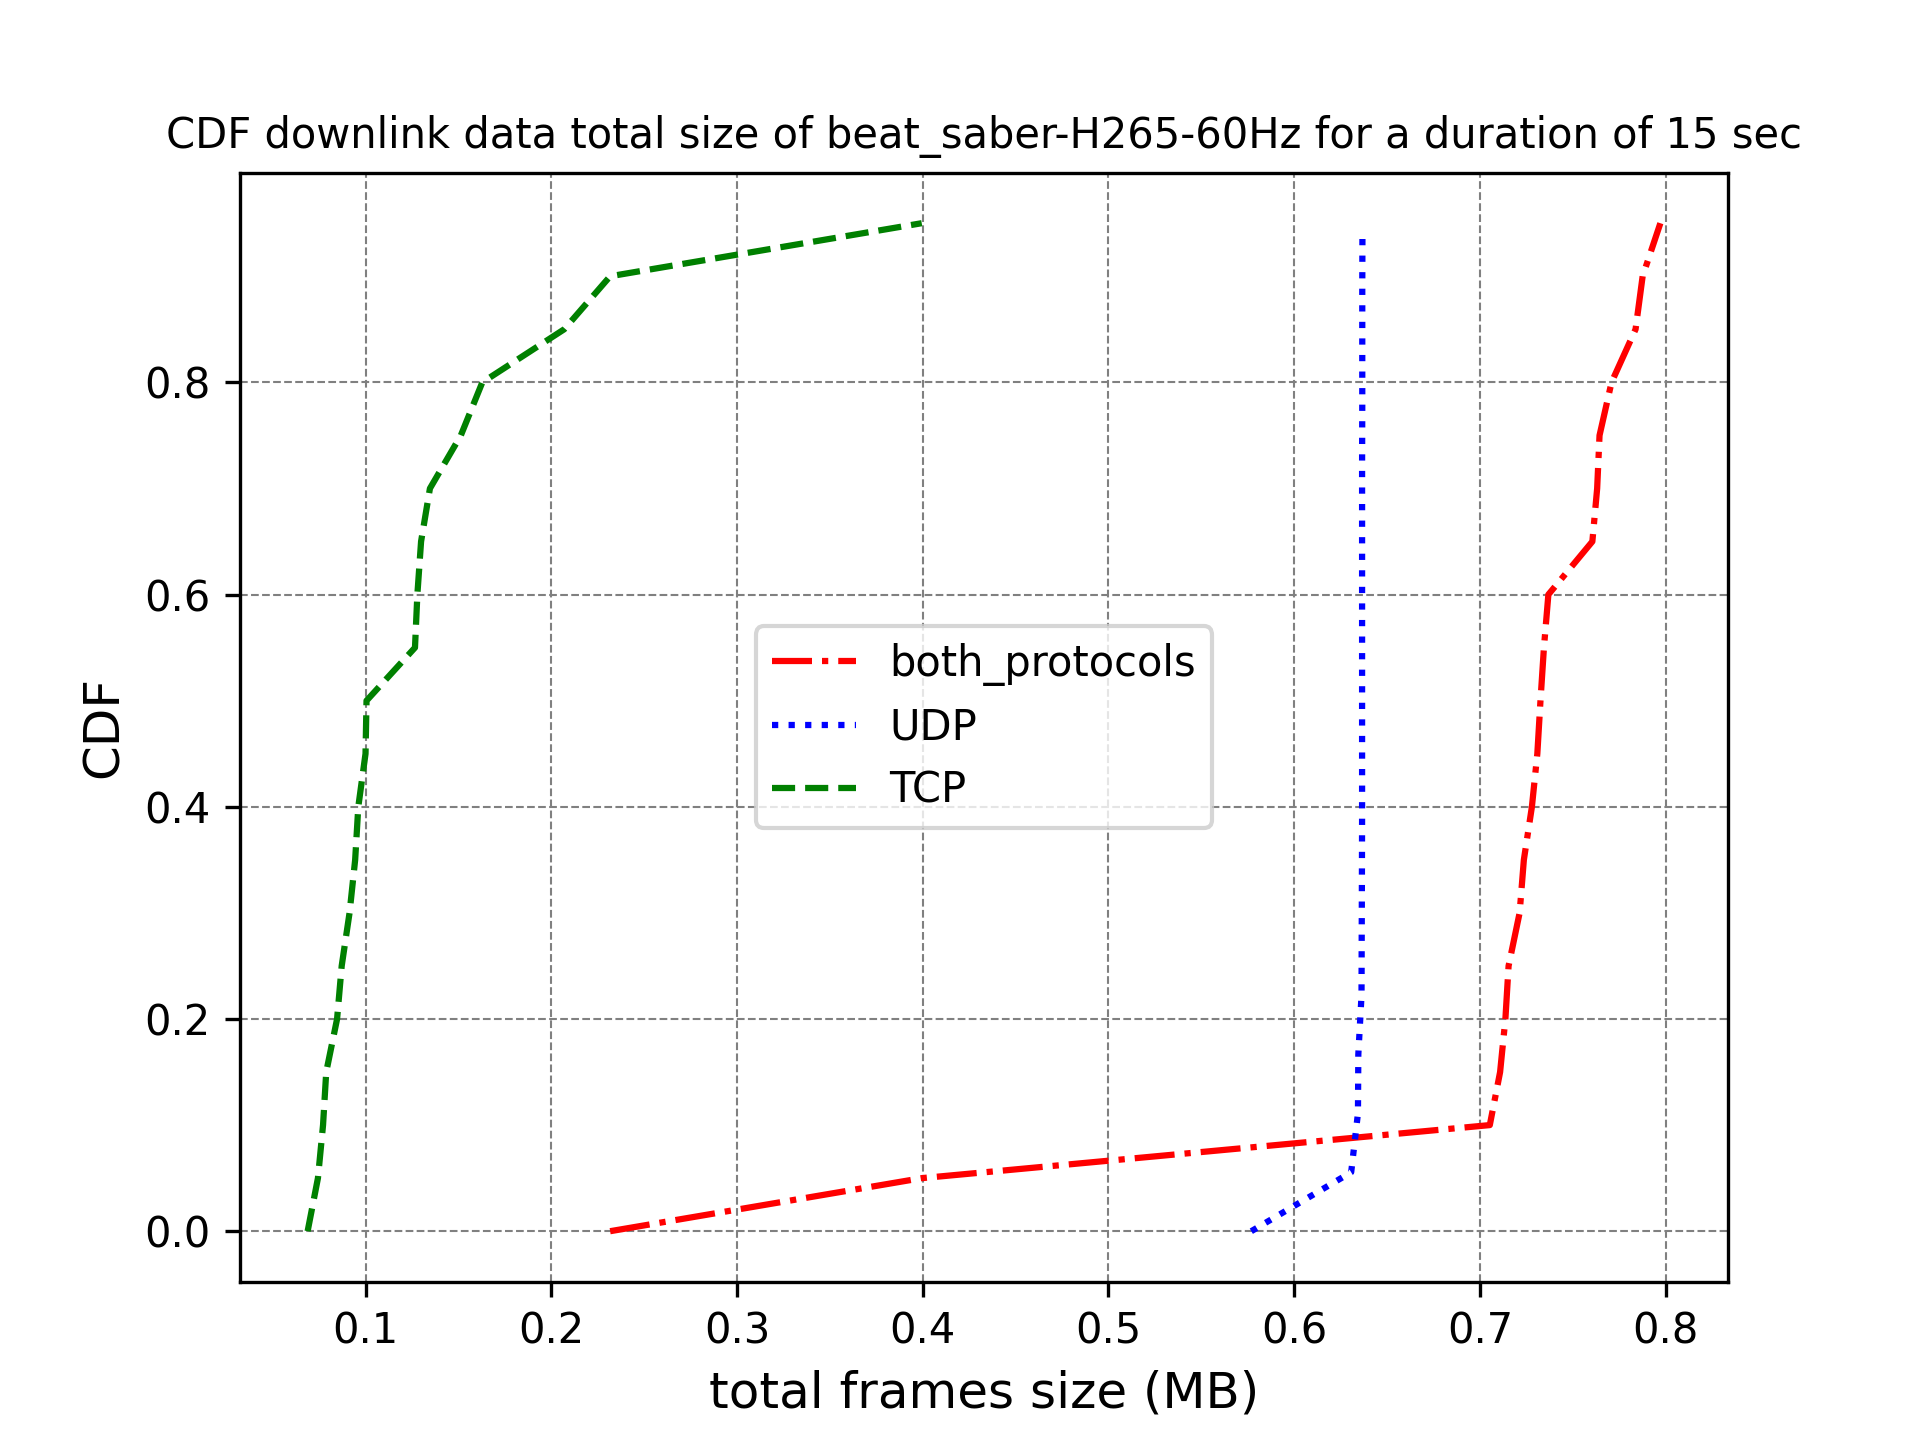 CDF downlink data total size of beat_saber-H265-60Hz for a duration of 15 sec
CDF
0.8
0.6
0.4
0.2
0.0
both_protocols
UDP
TCP
0.1 0.2 0.3 0.4 0.5 0.6 0.7 0.8
total frames size (MB)